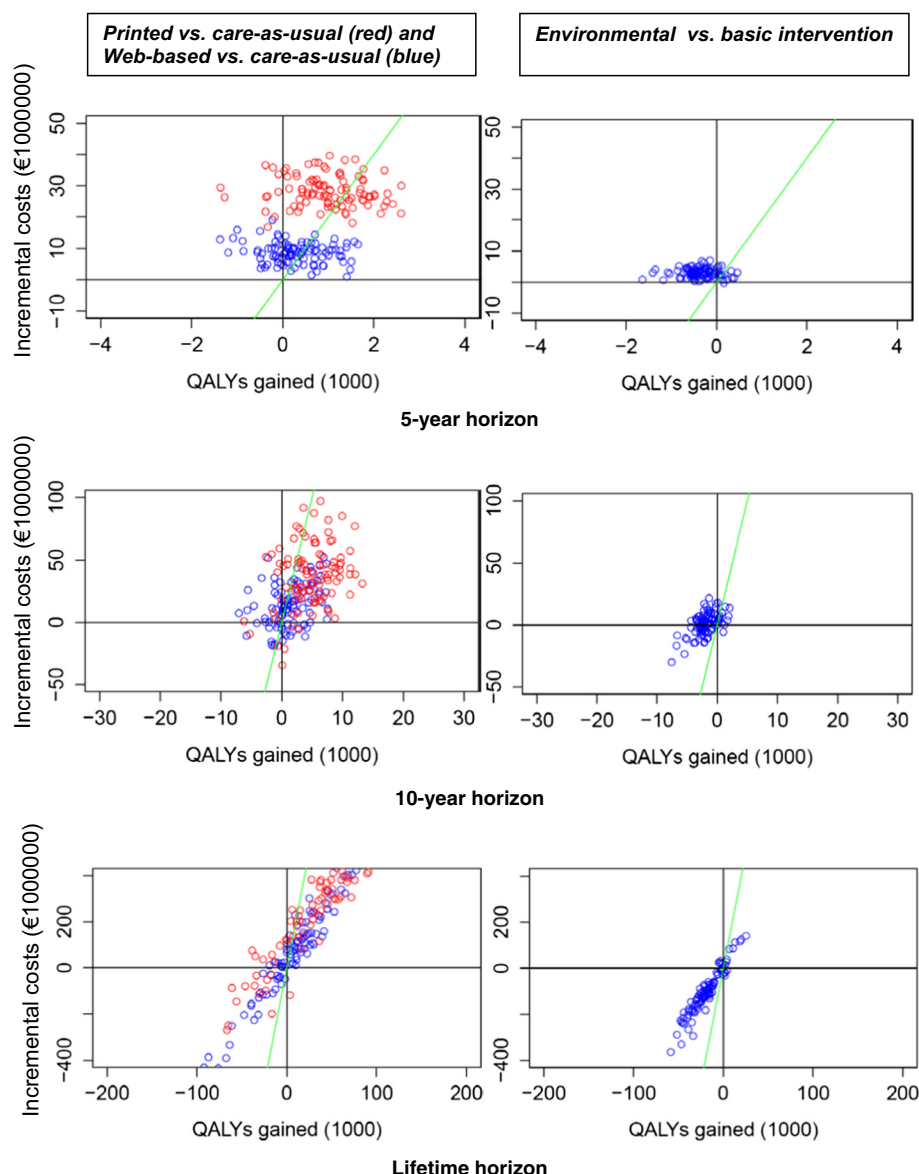 Printed vs. care-as-usual (red) and
Web-based vs. care-as-usual (blue)
Environmental vs. basic intervention
Incremental costs (€1000000)
50
30
10
−10
−4 −2 0 2 4
QALYs gained (1000)
50
30
10
−10
−4 −2 0 2 4
QALYs gained (1000)
5-year horizon
Incremental costs (€1000000)
100
50
0
−50
−30 −20 −10 0 10 20 30
QALYs gained (1000)
100
50
0
−50
−30 −20 −10 0 10 20 30
QALYs gained (1000)
10-year horizon
Incremental costs (€1000000)
200
0
−400
−200 −100 0 100 200
QALYs gained (1000)
200
0
−400
−200 −100 0 100 200
QALYs gained (1000)
Lifetime horizon